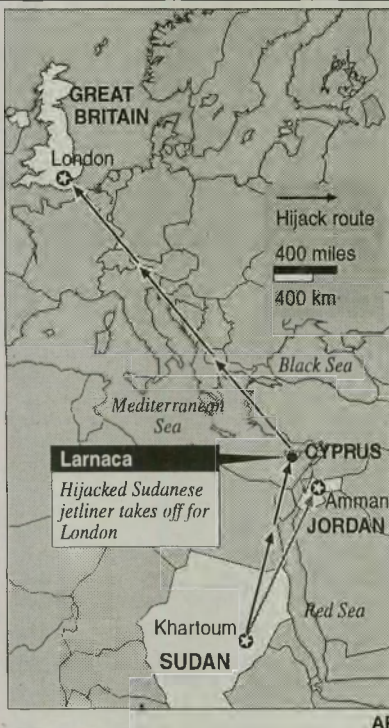 GREAT
BRITAIN
London
Hijack route
400 miles
400 km
Black Sea
Mediterranean
Sea
Larnaca
Hijacked Sudanese
jetliner takes off for
London
CYPRUS
Amman
JORDAN
Red Sea
Khartoum
SUDAN